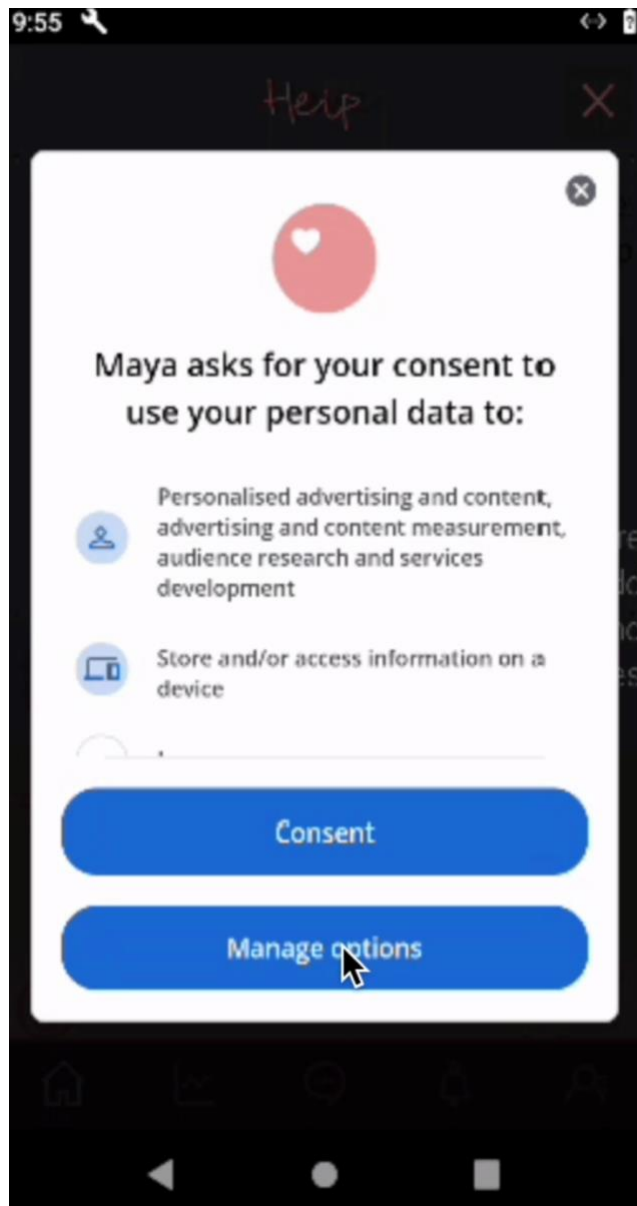 9:55
Help
Maya asks for your consent to
use your personal data to:
Personalised advertising and content,
advertising and content measurement,
audience research and services
development
Store and/or access information on a
device
Consent
Manage options